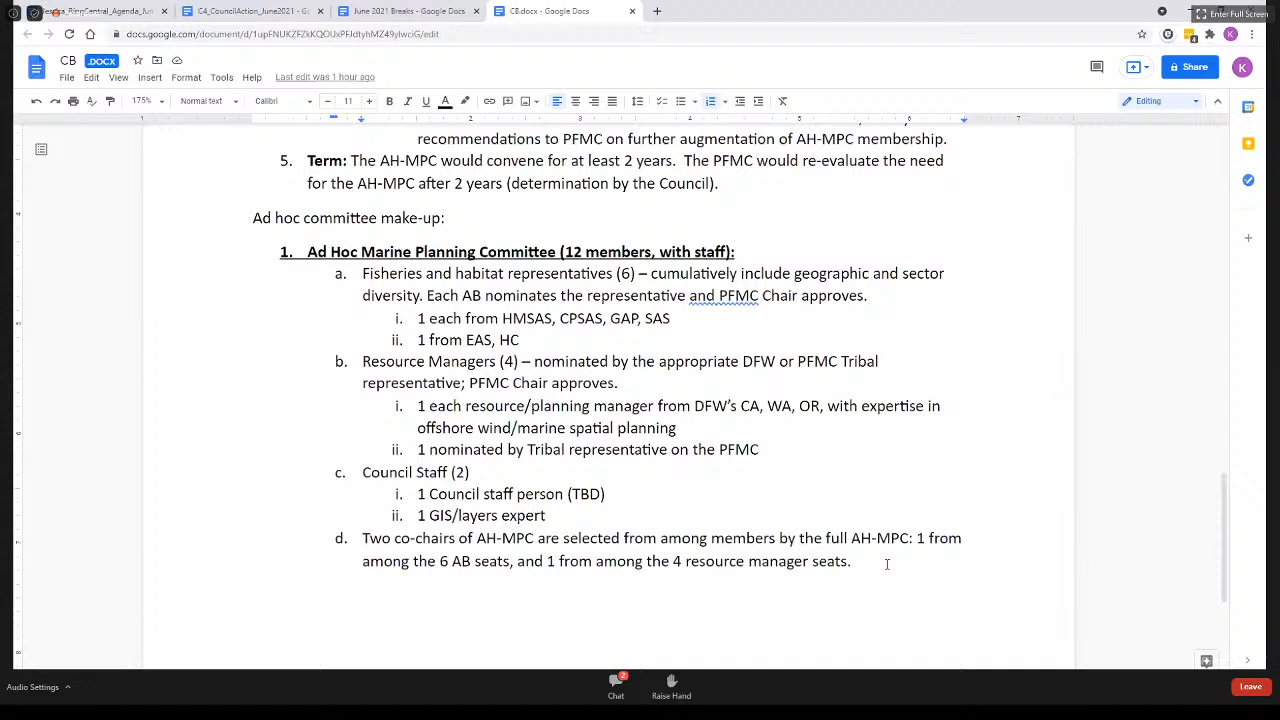 C4_CouncilAction_June2021 - Go
June 2021 Breaks - Google Docs
CB.docx - Google Docs
Enter Full Screen
docs.google.com/document/d/1upFNUKZFZkKQOUxPFJdtyhMZ49ylwciG/edit
CB .DOCX
File Edit View Insert Format Tools Help Last edit was 1 hour ago
Share
K
175% Normal text Calibri 11 Editing
recommendations to PFMC on further augmentation of AH-MPC membership.
5. Term: The AH-MPC would convene for at least 2 years. The PFMC would re-evaluate the need
for the AH-MPC after 2 years (determination by the Council).
Ad hoc committee make-up:
1. Ad Hoc Marine Planning Committee (12 members, with staff):
a. Fisheries and habitat representatives (6) – cumulatively include geographic and sector
diversity. Each AB nominates the representative and PFMC Chair approves.
i. 1 each from HMSAS, CPSAS, GAP, SAS
ii. 1 from EAS, HC
b. Resource Managers (4) – nominated by the appropriate DFW or PFMC Tribal
representative; PFMC Chair approves.
i. 1 each resource/planning manager from DFW's CA, WA, OR, with expertise in
offshore wind/marine spatial planning
ii. 1 nominated by Tribal representative on the PFMC
c. Council Staff (2)
i. 1 Council staff person (TBD)
ii. 1 GIS/layers expert
d. Two co-chairs of AH-MPC are selected from among members by the full AH-MPC: 1 from
among the 6 AB seats, and 1 from among the 4 resource manager seats.
Audio Settings
Chat
2
Raise Hand
Leave